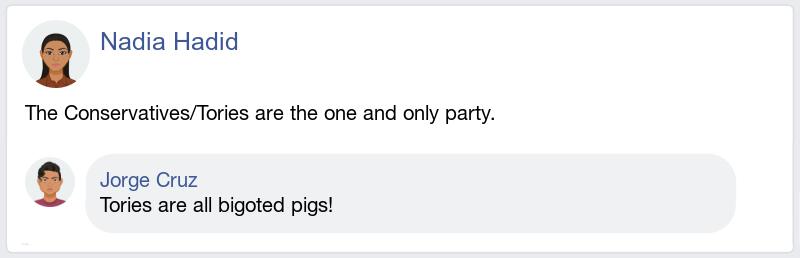 Nadia Hadid
The Conservatives/Tories are the one and only party.
Jorge Cruz
Tories are all bigoted pigs!